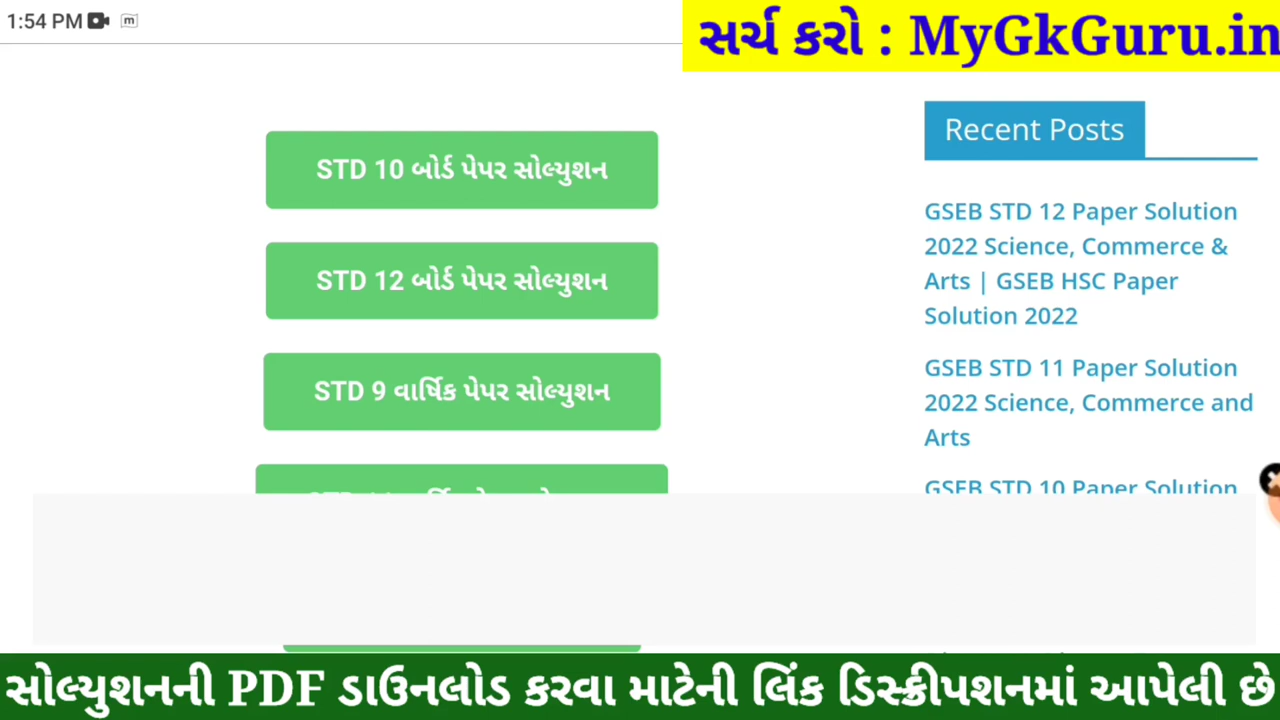 1:54 PM
સર્ચ કરો : MyGkGuru.in
STD 10 બોર્ડ પેપર સોલ્યુશન
STD 12 બોર્ડ પેપર સોલ્યુશન
STD 9 વાર્ષિક પેપર સોલ્યુશન
Recent Posts
GSEB STD 12 Paper Solution
2022 Science, Commerce &
Arts | GSEB HSC Paper
Solution 2022
GSEB STD 11 Paper Solution
2022 Science, Commerce and
Arts
GSEB STD 10 Paper Solution
સોલ્યુશનની PDF ડાઉનલોડ કરવા માટેની લિંક ડિસ્ક્રીપશનમાં આપેલી છે